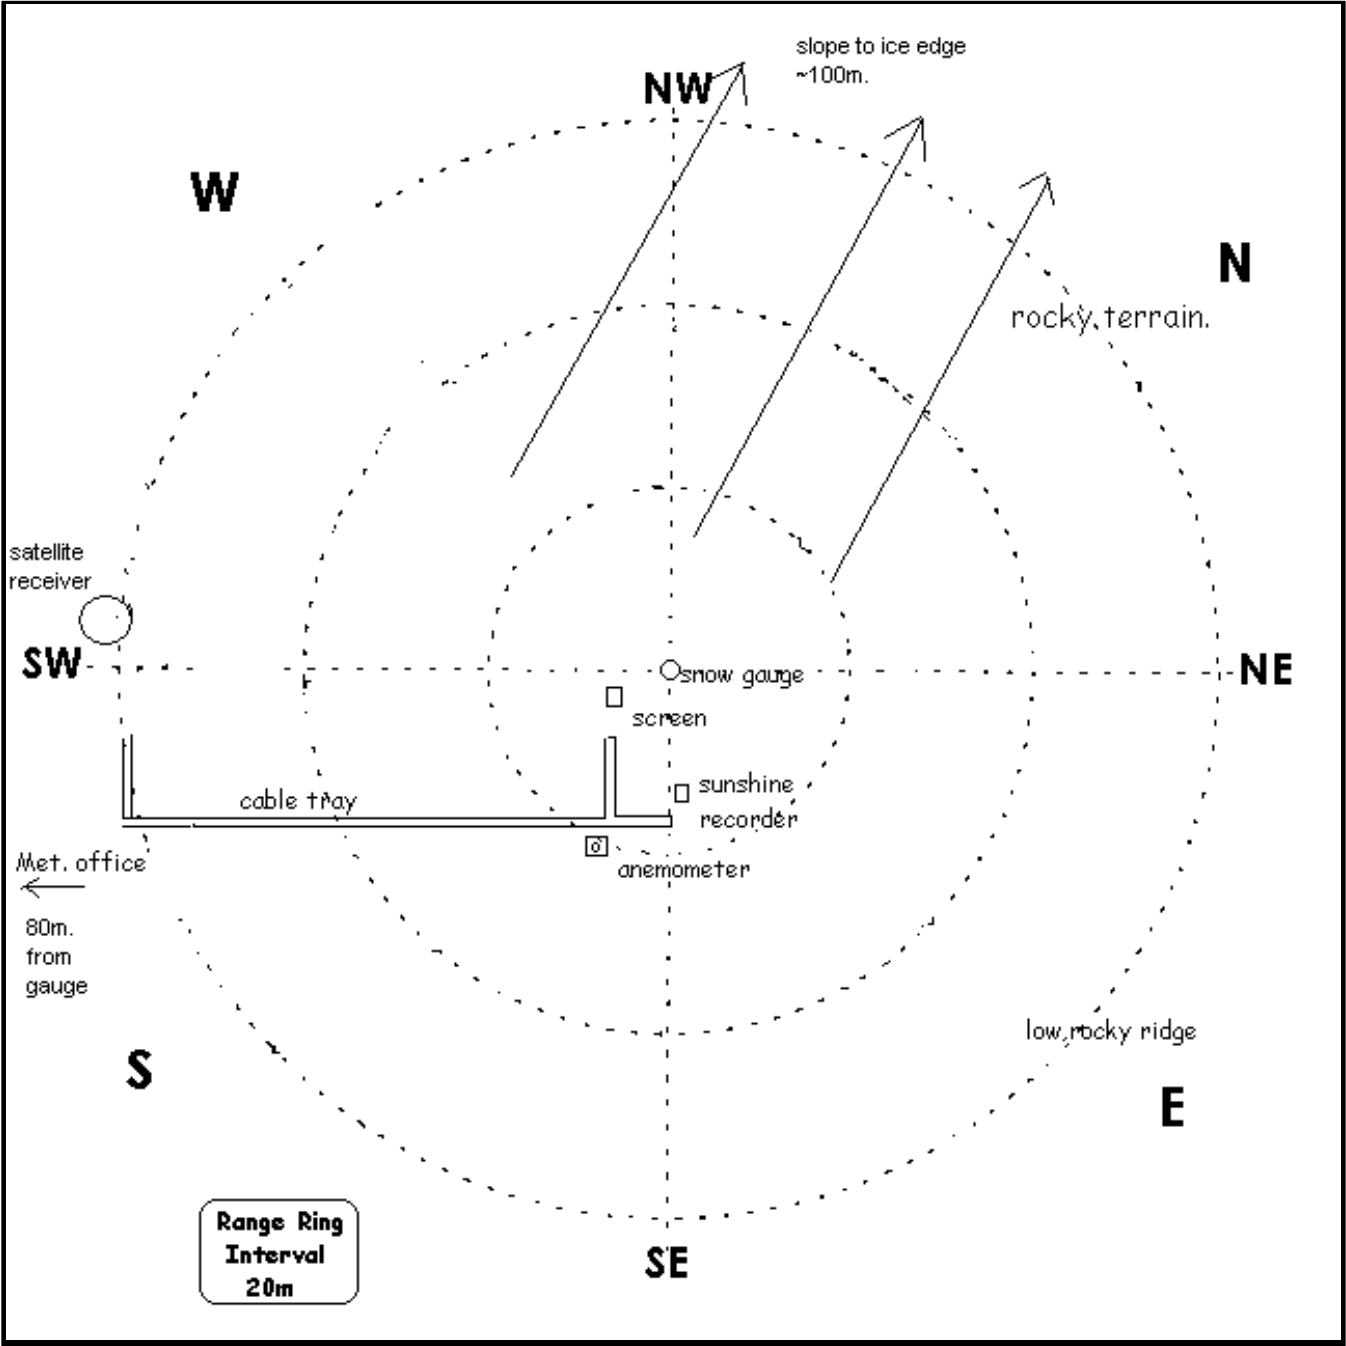 slope to ice edge
~100m.
NW
W
N
rocky terrain.
satellite
receiver
SW
NE
snow gauge
screen
sunshine
recorder
cable tray
Met. office
anemometer
80m.
from
gauge
low rocky ridge
S
E
Range Ring
Interval
20m
SE